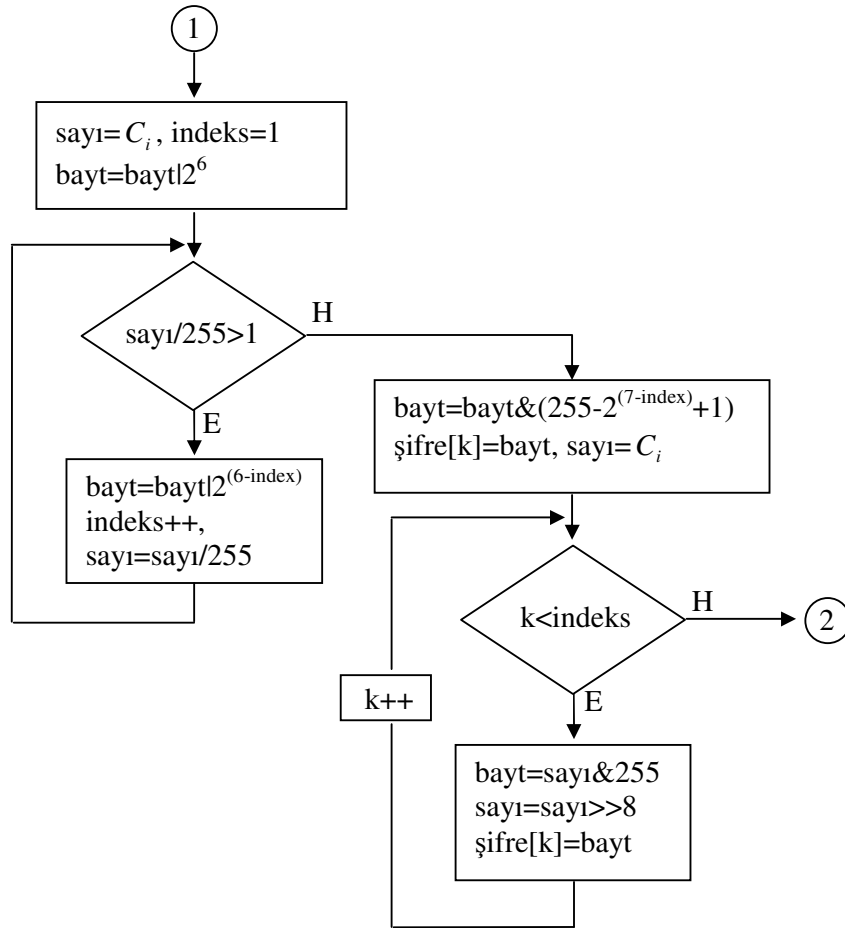 1
sayı=C_i, indeks=1
bayt=bayt|2^6
sayı/255>1
H
E
bayt=bayt|2^(6-index)
indeks++,
sayı=sayı/255
bayt=bayt&(255-2^(7-index)+1)
şifre[k]=bayt, sayı=C_i
k<indeks
H
2
k++
E
bayt=sayı&255
sayı=sayı>>8
şifre[k]=bayt